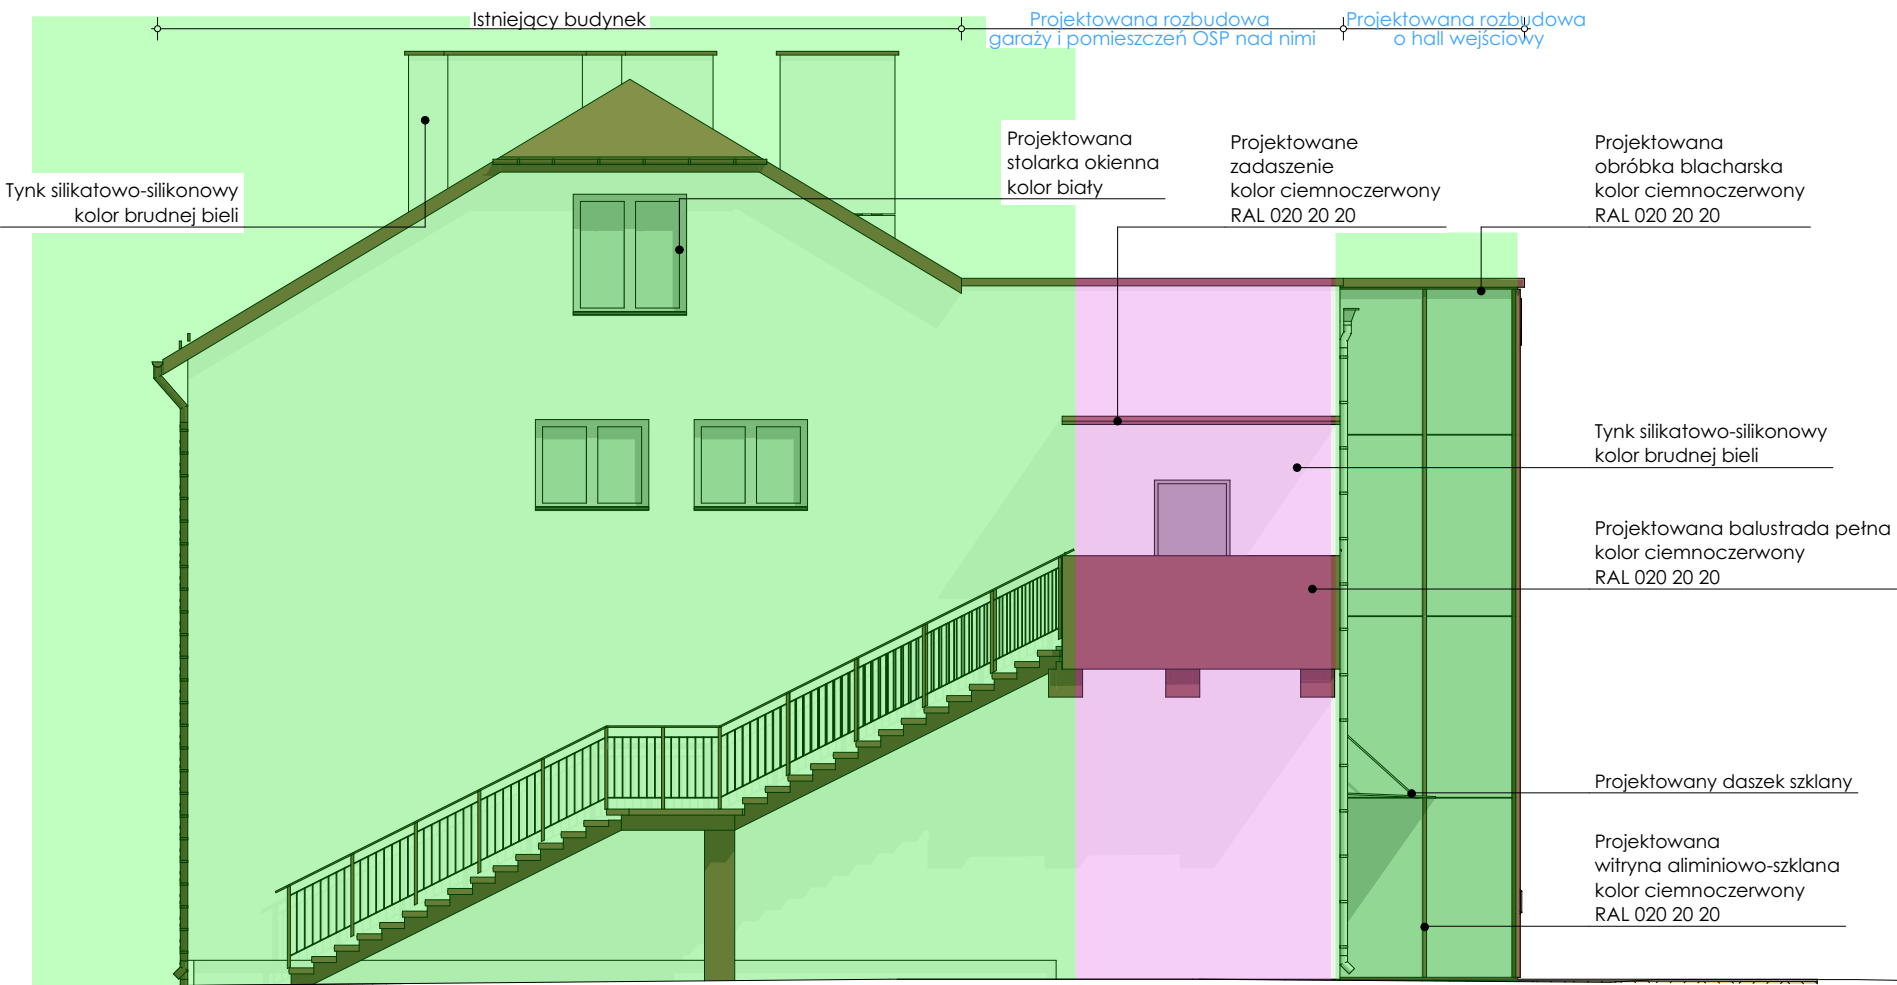 Istniejący budynek
Projektowana rozbudowa
garaży i pomieszczeń OSP nad nimi
Projektowana rozbudowa
o hall wejściowy
Tynk silikatowo-silikonowy
kolor brudnej bieli
Projektowana
stolarka okienna
kolor biały
Projektowane
zadaszenie
kolor ciemnoczerwony
RAL 020 20 20
Projektowana
obróbka blacharska
kolor ciemnoczerwony
RAL 020 20 20
Tynk silikatowo-silikonowy
kolor brudnej bieli
Projektowana balustrada pełna
kolor ciemnoczerwony
RAL 020 20 20
Projektowany daszek szklany
Projektowana
witryna aliminiowo-szklana
kolor ciemnoczerwony
RAL 020 20 20